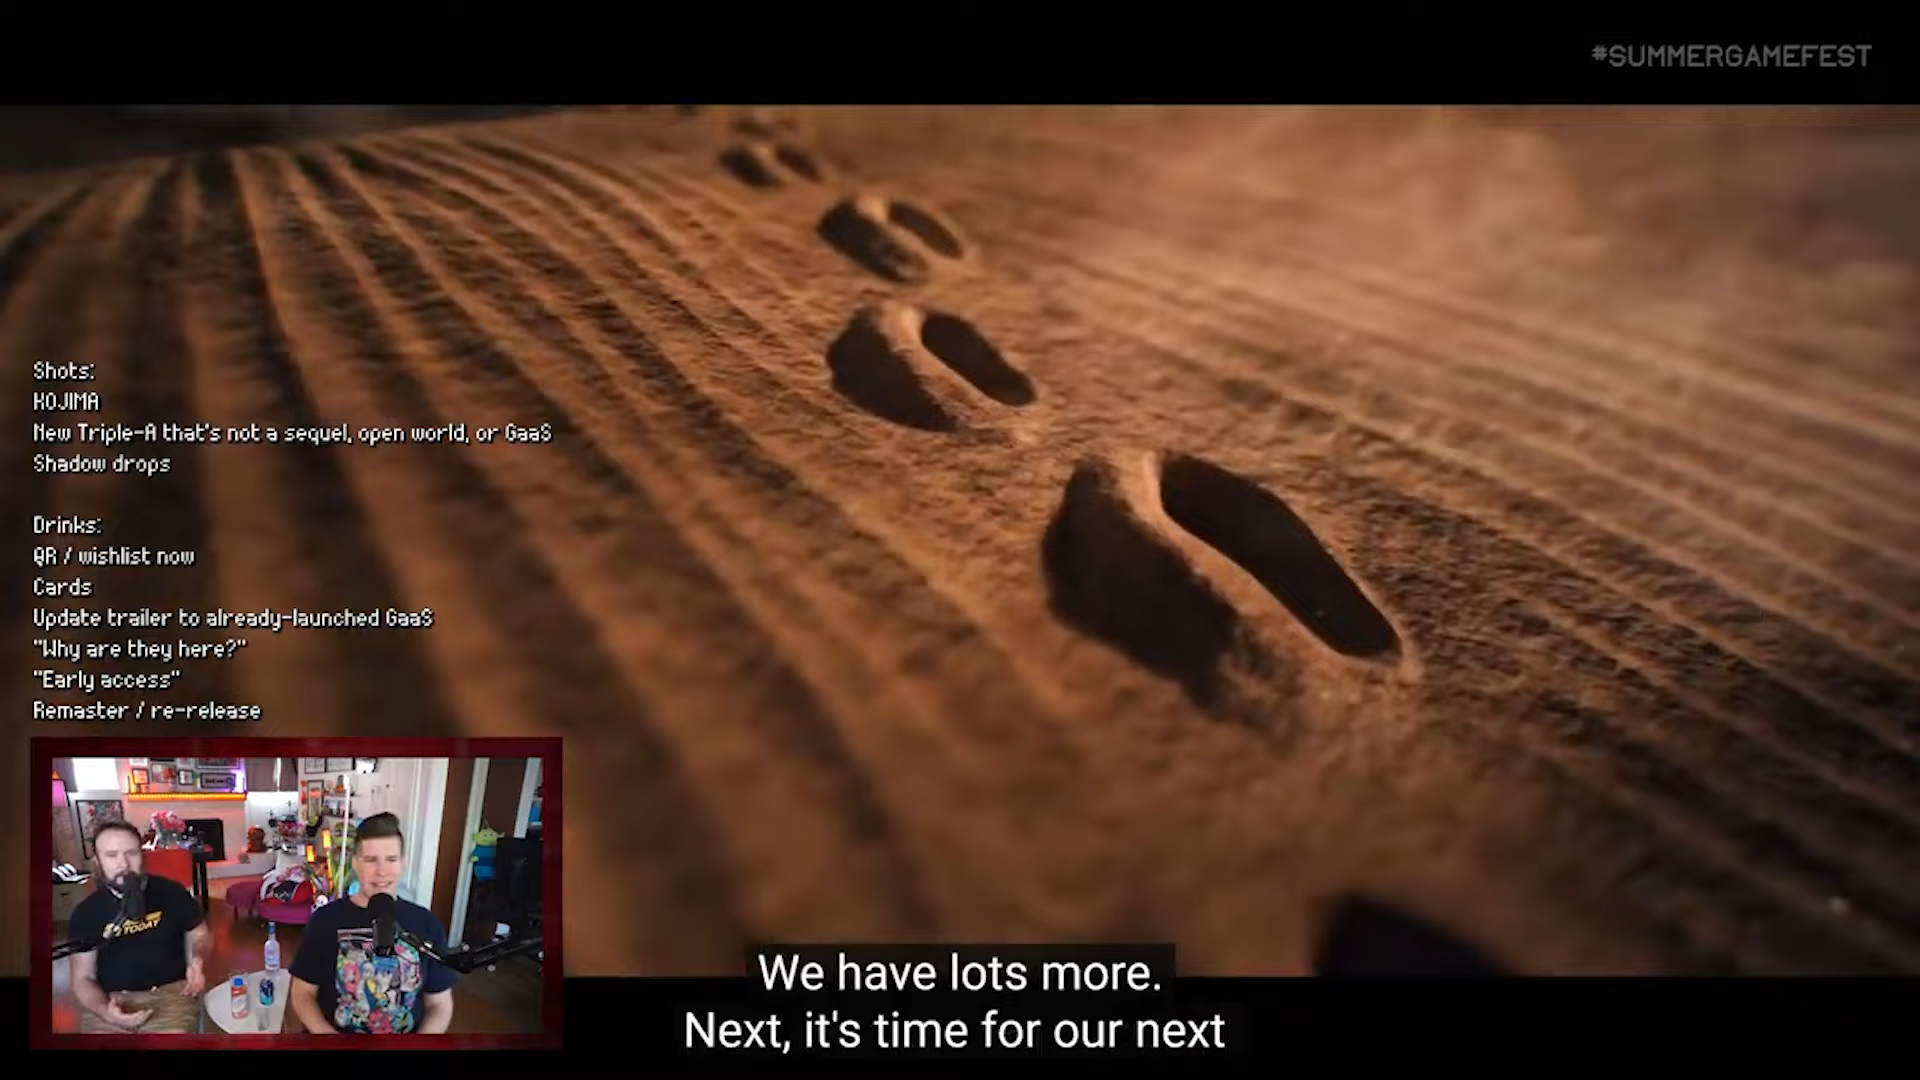 #SUMMERGAMEFEST
Shots:
KOJIMA
New Triple-A that's not a sequel, open world, or GaaS
Shadow drops
Drinks:
QR / wishlist now
Cards
Update trailer to already-launched GaaS
"Why are they here?"
"Early access"
Remaster / re-release
TODAY
We have lots more.
Next, it's time for our next